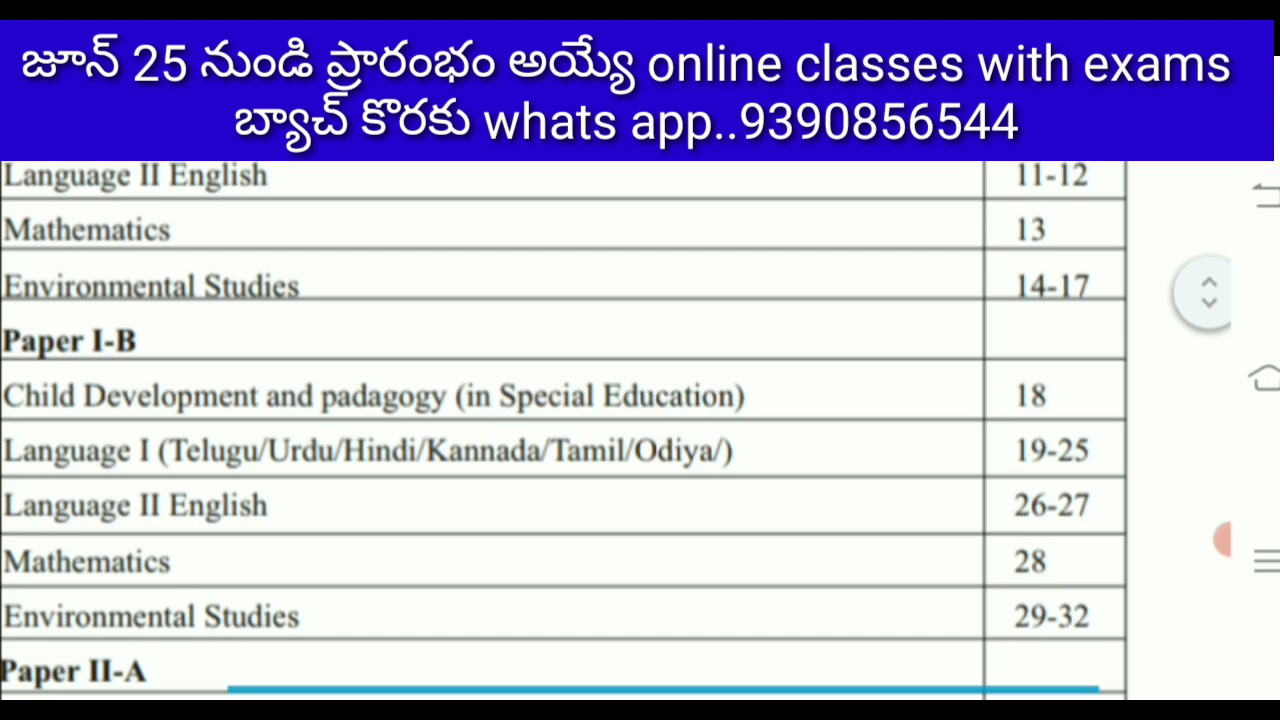 జూన్ 25 నుండి ప్రారంభం అయ్యే online classes with exams
బ్యాచ్ కొరకు whats app..9390856544
Language II English 11-12
Mathematics 13
Environmental Studies 14-17
Paper I-B
Child Development and padagogy (in Special Education) 18
Language I (Telugu/Urdu/Hindi/Kannada/Tamil/Odiya/) 19-25
Language II English 26-27
Mathematics 28
Environmental Studies 29-32
Paper II-A